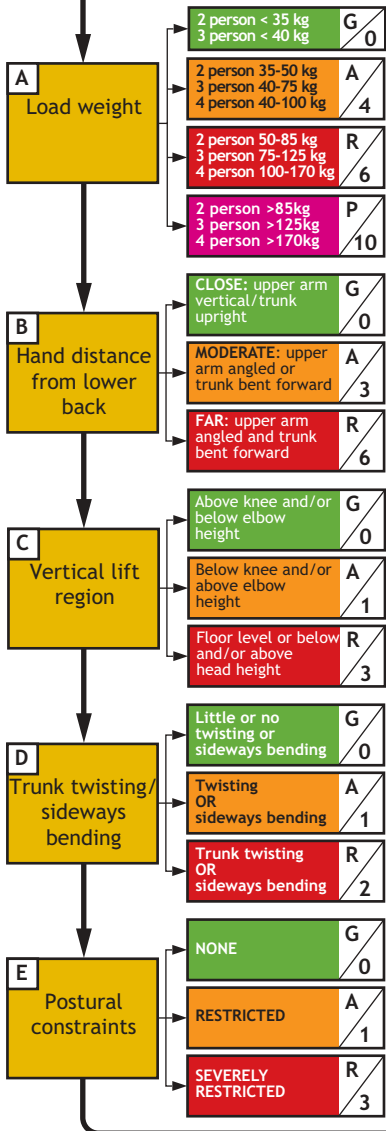 A
Load weight
2 person < 35 kg
3 person < 40 kg
G
0
2 person 35-50 kg
3 person 40-75 kg
4 person 40-100 kg
A
4
2 person 50-85 kg
3 person 75-125 kg
4 person 100-170 kg
R
6
2 person >85kg
3 person >125kg
4 person >170kg
P
10
B
Hand distance
from lower
back
CLOSE: upper arm
vertical/trunk
upright
G
0
MODERATE: upper
arm angled or
trunk bent forward
A
3
FAR: upper arm
angled and trunk
bent forward
R
6
C
Vertical lift
region
Above knee and/or
below elbow
height
G
0
Below knee and/or
above elbow
height
A
1
Floor level or below
and/or above
head height
R
3
D
Trunk twisting/
sideways
bending
Little or no
twisting or
sideways bending
G
0
Twisting
OR
sideways bending
A
1
Trunk twisting
OR
sideways bending
R
2
E
Postural
constraints
NONE
G
0
RESTRICTED
A
1
SEVERELY
RESTRICTED
R
3